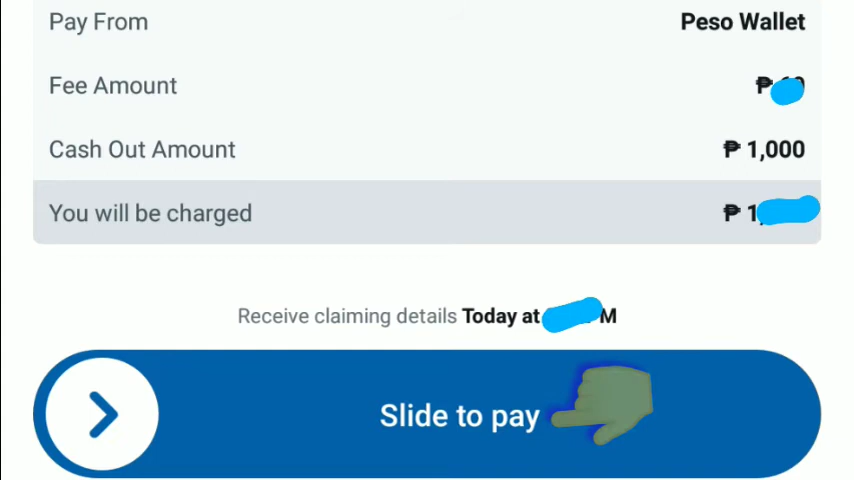 Pay From Peso Wallet
Fee Amount ₱
Cash Out Amount ₱ 1,000
You will be charged ₱ 1,
Receive claiming details Today at M
Slide to pay